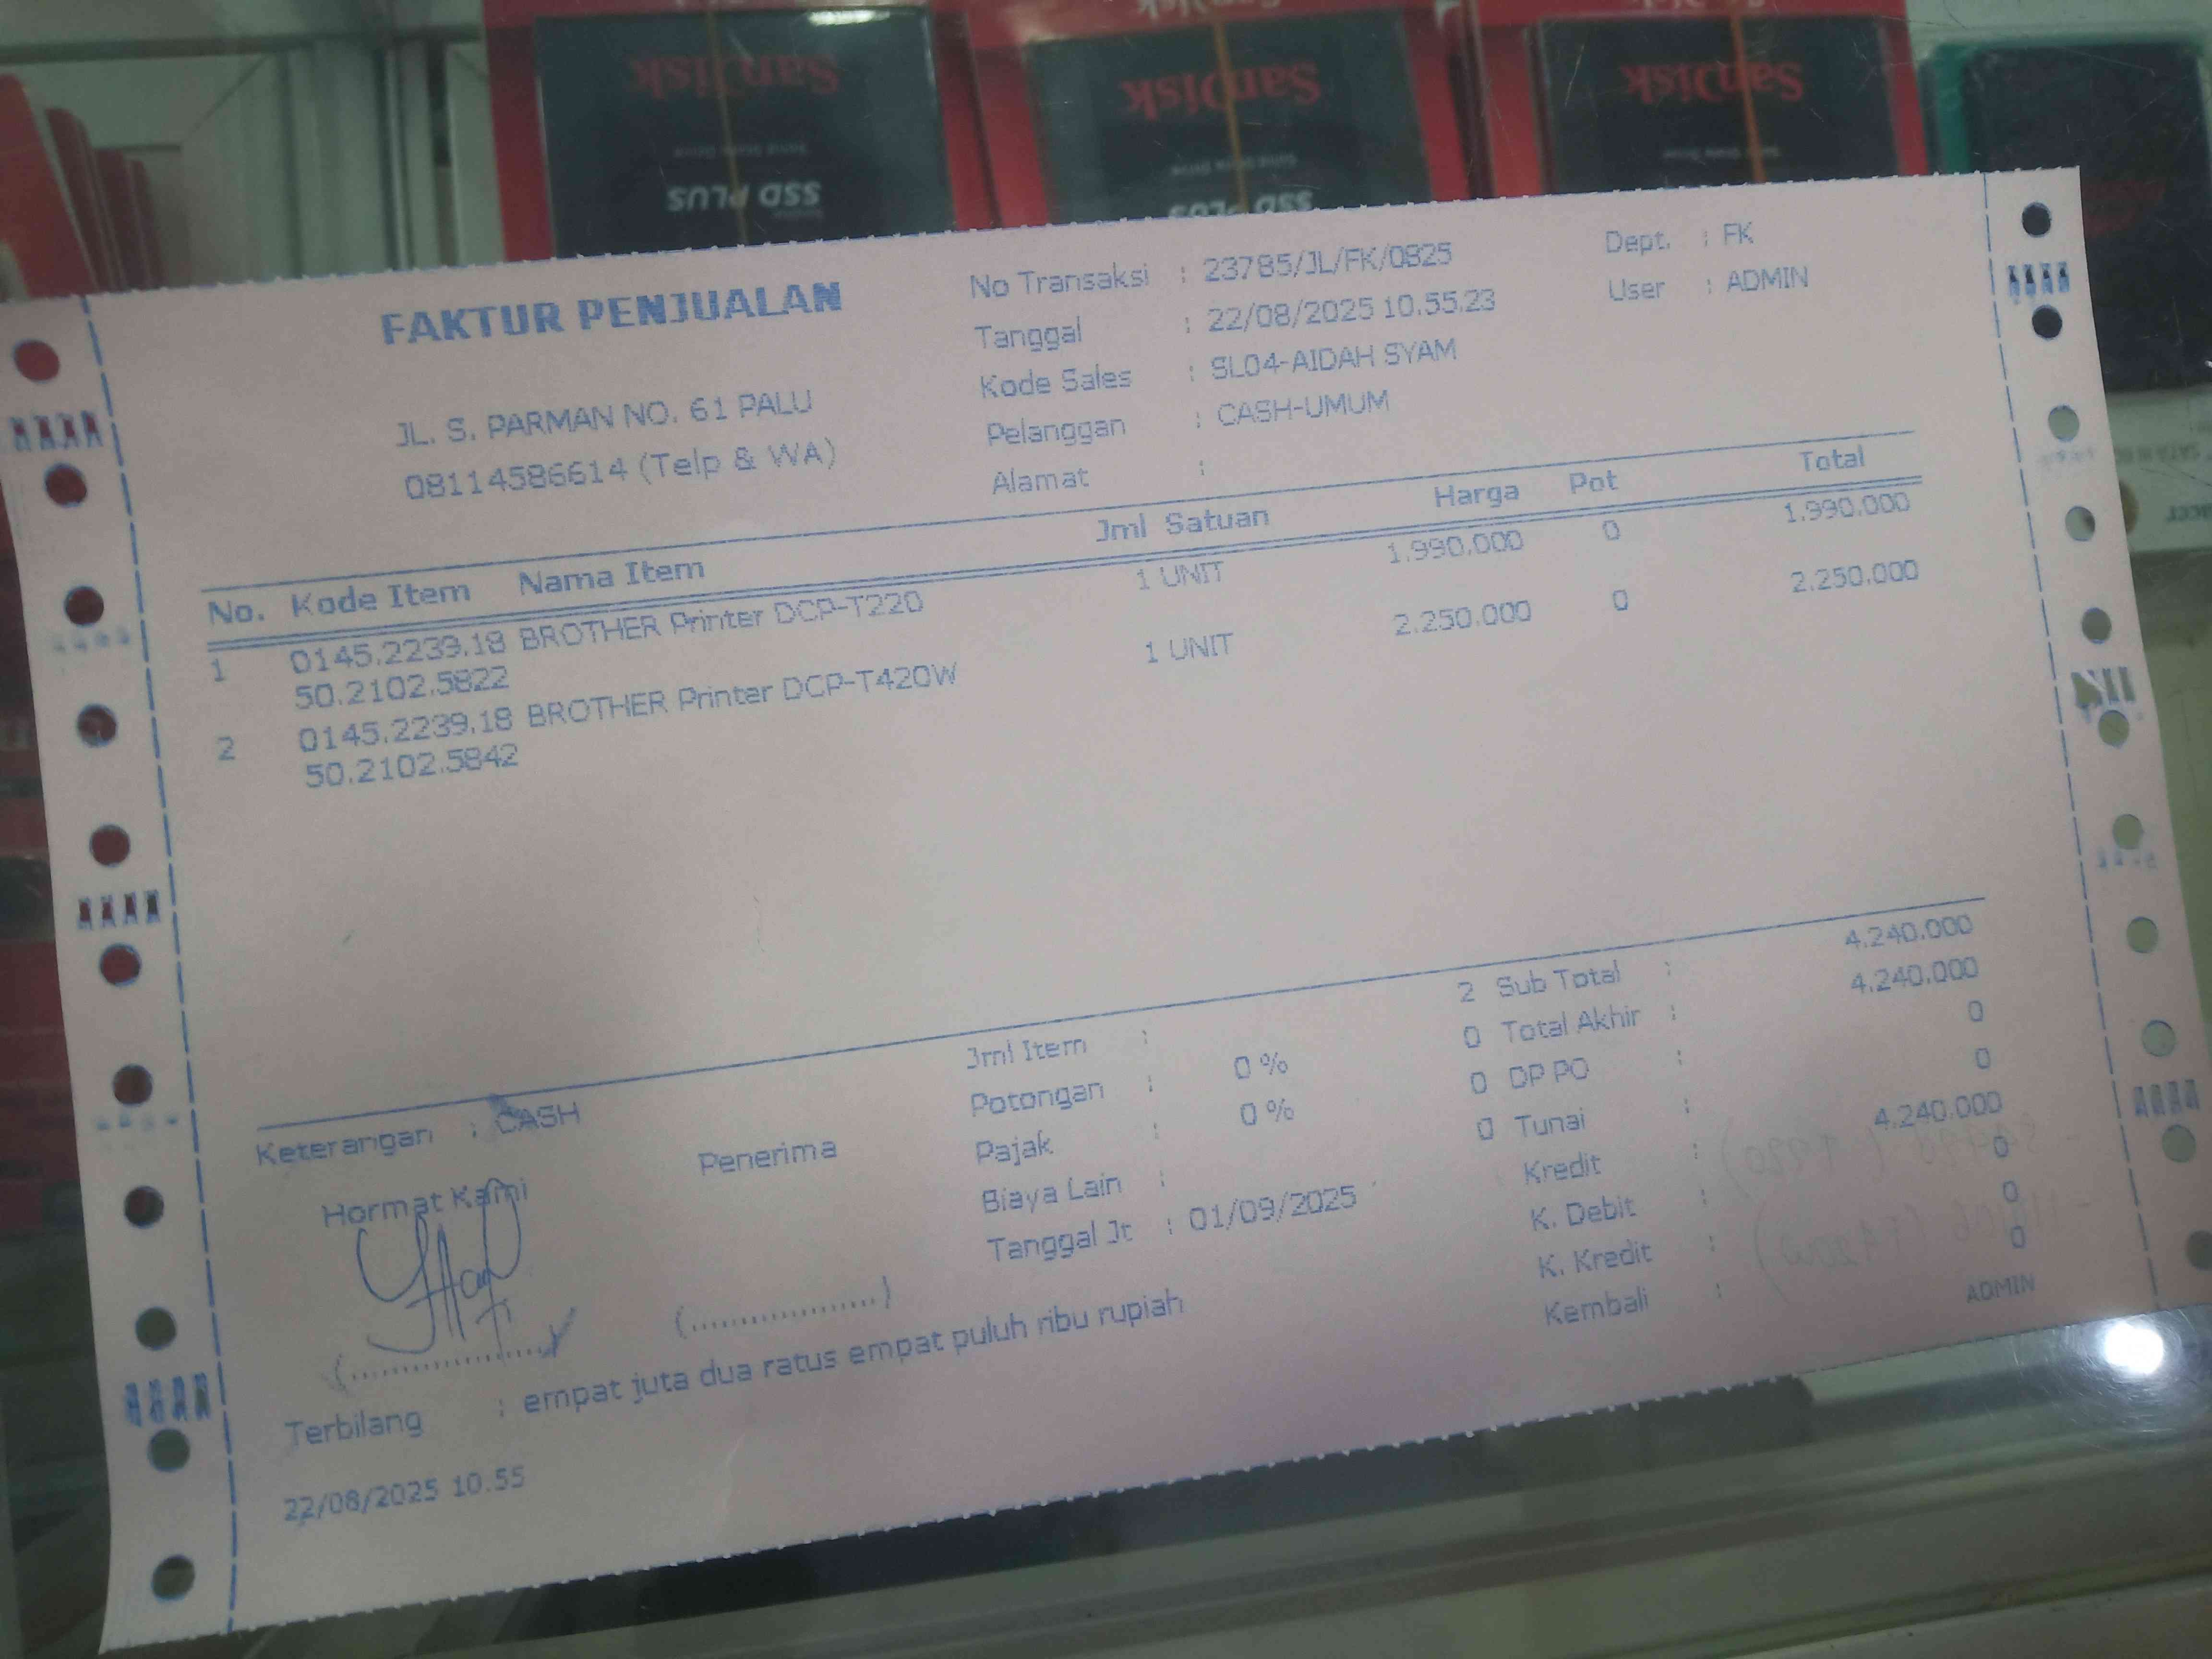 SanDisk
SanDisk
SanDisk
SSD PLUS
SSD PLUS
FAKTUR PENJUALAN
JL. S. PARMAN NO. 61 PALU
08114586614 (Telp & WA)
No Transaksi : 23785/JL/FK/0825
Tanggal : 22/08/2025 10.55.23
Kode Sales : SL04-AIDAH SYAM
Pelanggan : CASH-UMUM
Alamat :
Dept. : FK
User : ADMIN
No. Kode Item Nama Item Jml Satuan Harga Pot Total
1 0145.2239.18 BROTHER Printer DCP-T220 1 UNIT 1.990.000 0 1.990.000
50.2102.5822
2 0145.2239.18 BROTHER Printer DCP-T420W 1 UNIT 2.250.000 0 2.250.000
50.2102.5842
Keterangan : CASH
Hormat Kami
Penerima
(....................)
(....................)
Jml Item : 2
Potongan : 0 % 0
Pajak : 0 % 0
Biaya Lain : 0
Tanggal Jt : 01/09/2025
Sub Total : 4.240.000
Total Akhir : 4.240.000
DP PO : 0
Tunai : 0
Kredit : 4.240.000
K. Debit : 0
K. Kredit : 0
Kembali : 0
Terbilang : empat juta dua ratus empat puluh ribu rupiah
22/08/2025 10.55
ADMIN